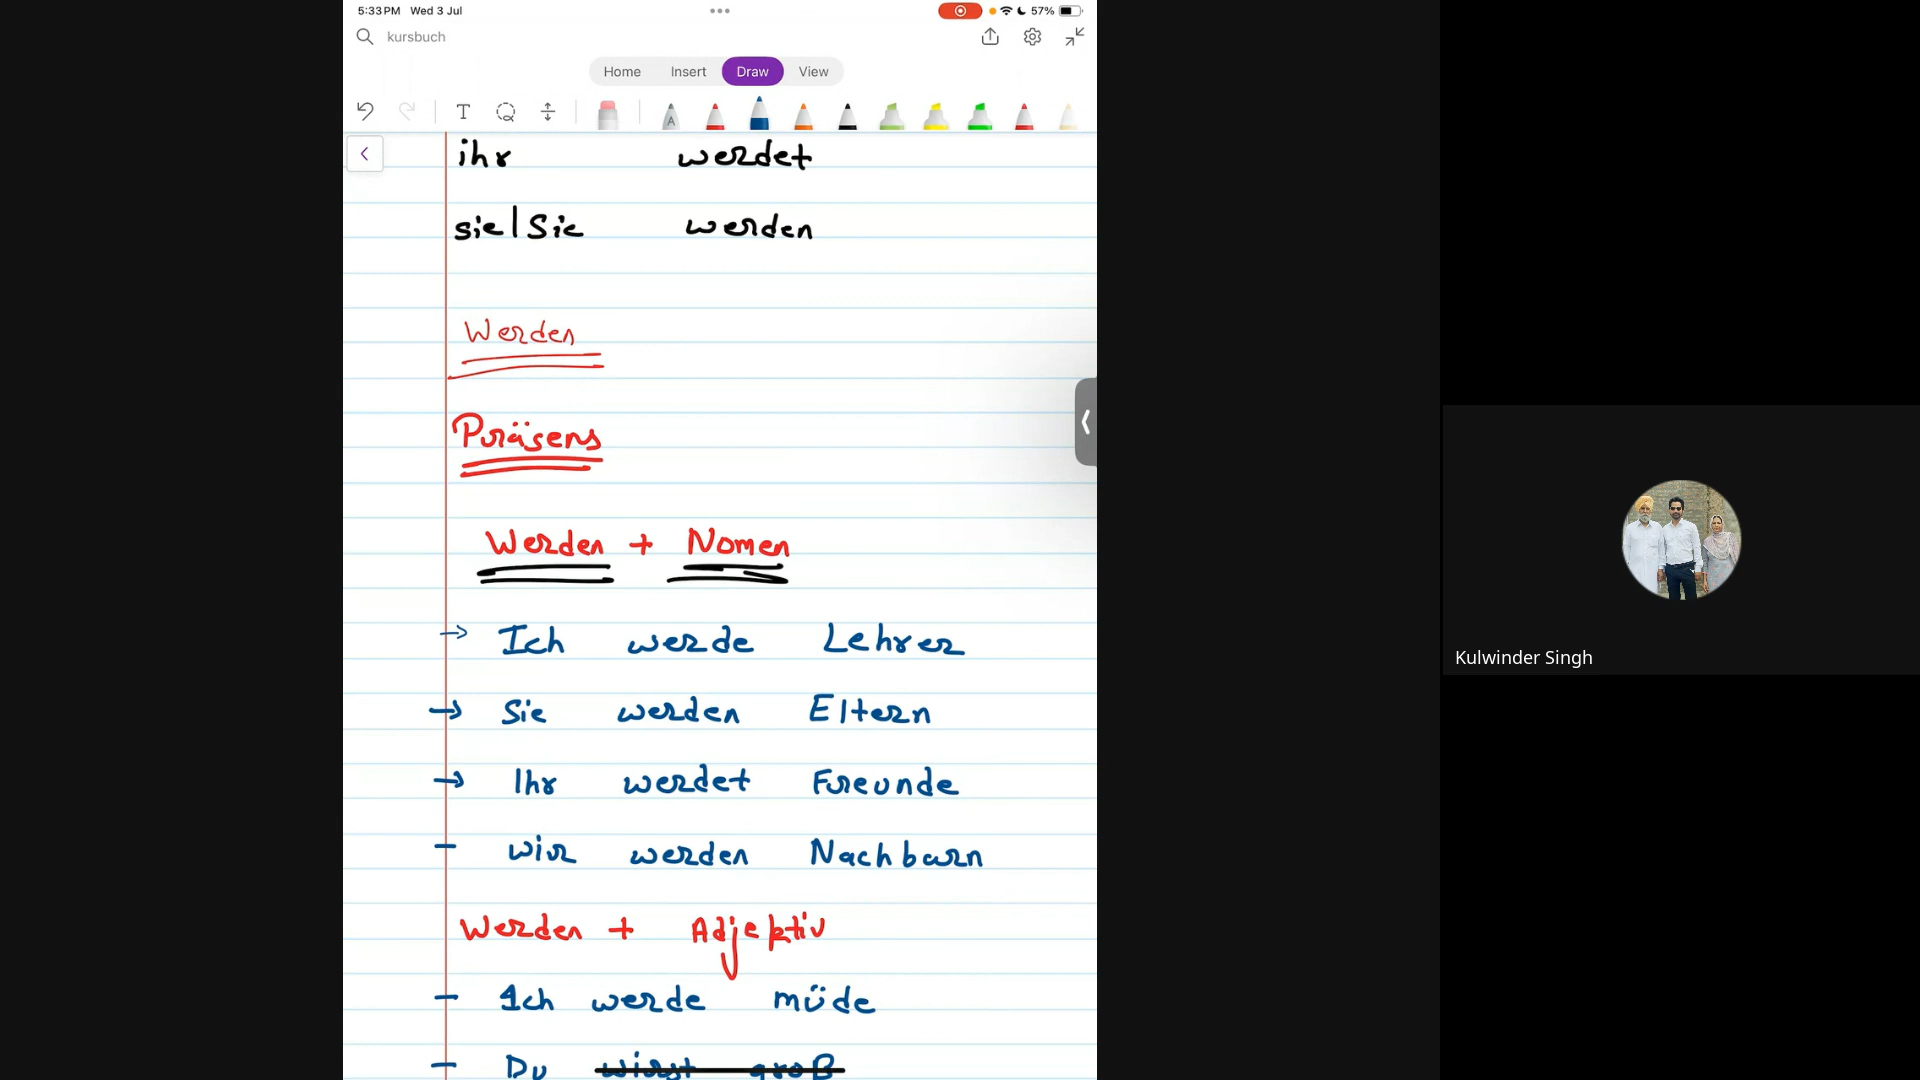 5:33 PM Wed 3 Jul
57%
kursbuch
Home Insert Draw View
T A
ihr werdet
sie|Sie werden
Werden
Präsens
Werden + Nomen
→ Ich werde Lehrer
→ Sie werden Eltern
→ Ihr werdet Freunde
- wir werden Nachbarn
Werden + Adjektiv
- Ich werde müde
- Du wirst groß
Kulwinder Singh